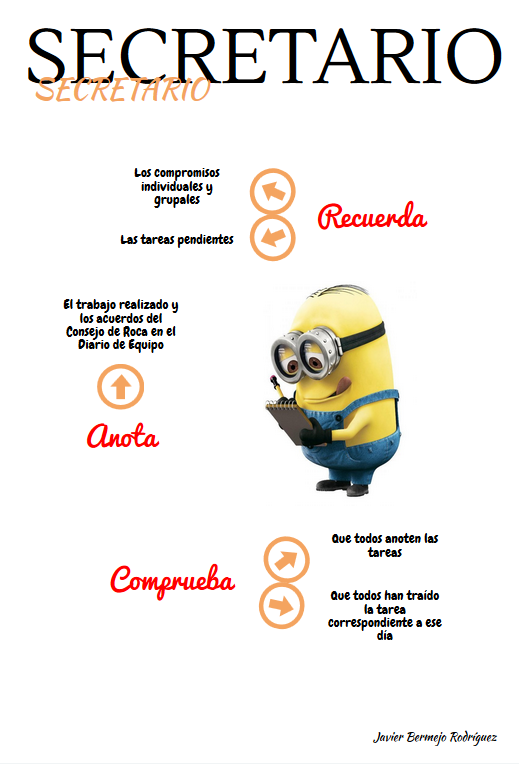 SECRETARIO
SECRETARIO
Los compromisos
individuales y
grupales
Las tareas pendientes
Recuerda
El trabajo realizado y
los acuerdos del
Consejo de Roca en el
Diario de Equipo
Anota
Comprueba
Que todos anoten las
tareas
Que todos han traído
la tarea
correspondiente a ese
día
Javier Bermejo Rodríguez